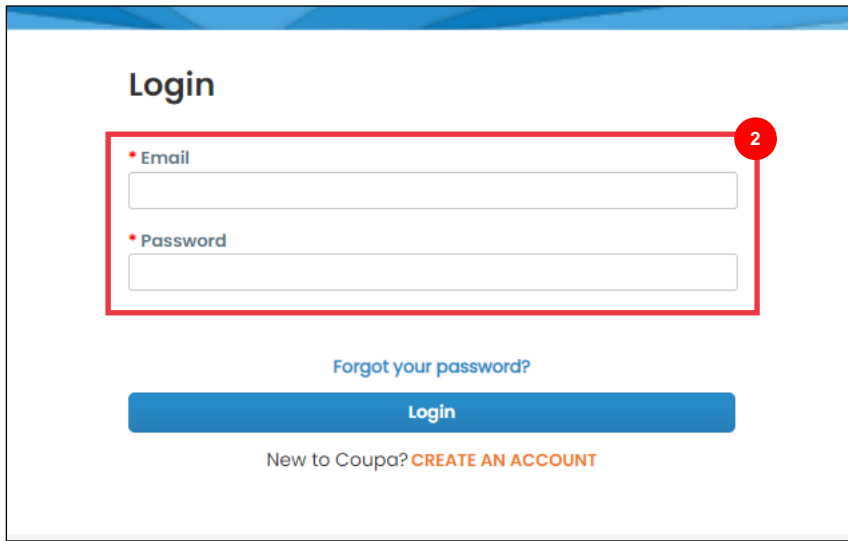 Login
2
* Email
* Password
Forgot your password?
Login
New to Coupa? CREATE AN ACCOUNT